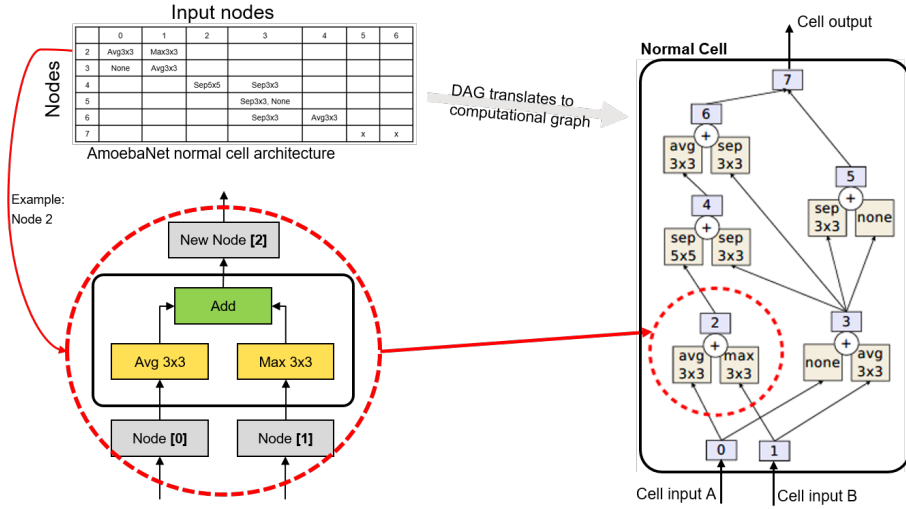 Input nodes
0 1 2 3 4 5 6
2 Avg3x3 Max3x3
3 None Avg3x3
4 Sep5x5 Sep3x3
5 Sep3x3, None
6 Sep3x3 Avg3x3
7 x x
Nodes
AmoebaNet normal cell architecture
DAG translates to
computational graph
Example:
Node 2
New Node [2]
Add
Avg 3x3 Max 3x3
Node [0] Node [1]
Cell output
Normal Cell
7
6
+
avg
3x3
sep
3x3
5
+
sep
3x3
none
4
+
sep
5x5
sep
3x3
2
+
avg
3x3
max
3x3
3
+
none
avg
3x3
0 1
Cell input A Cell input B